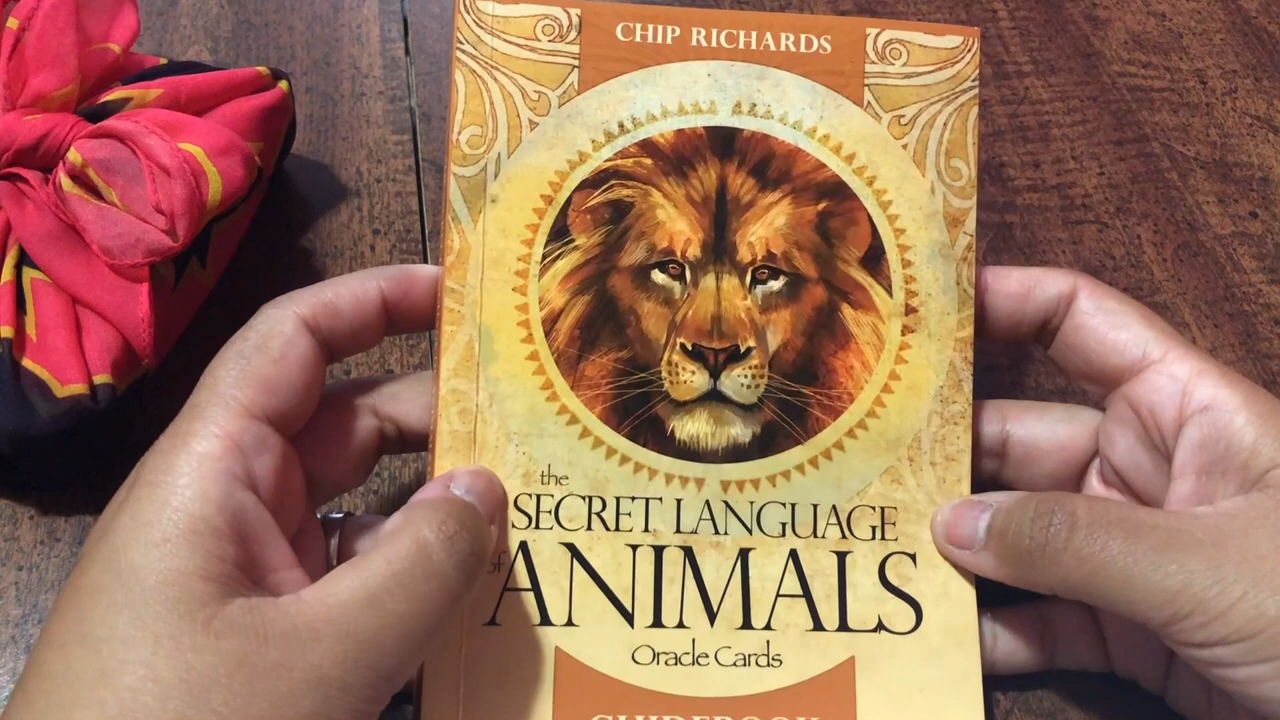 CHIP RICHARDS
the
SECRET LANGUAGE
of
ANIMALS
Oracle Cards
GUIDEBOOK